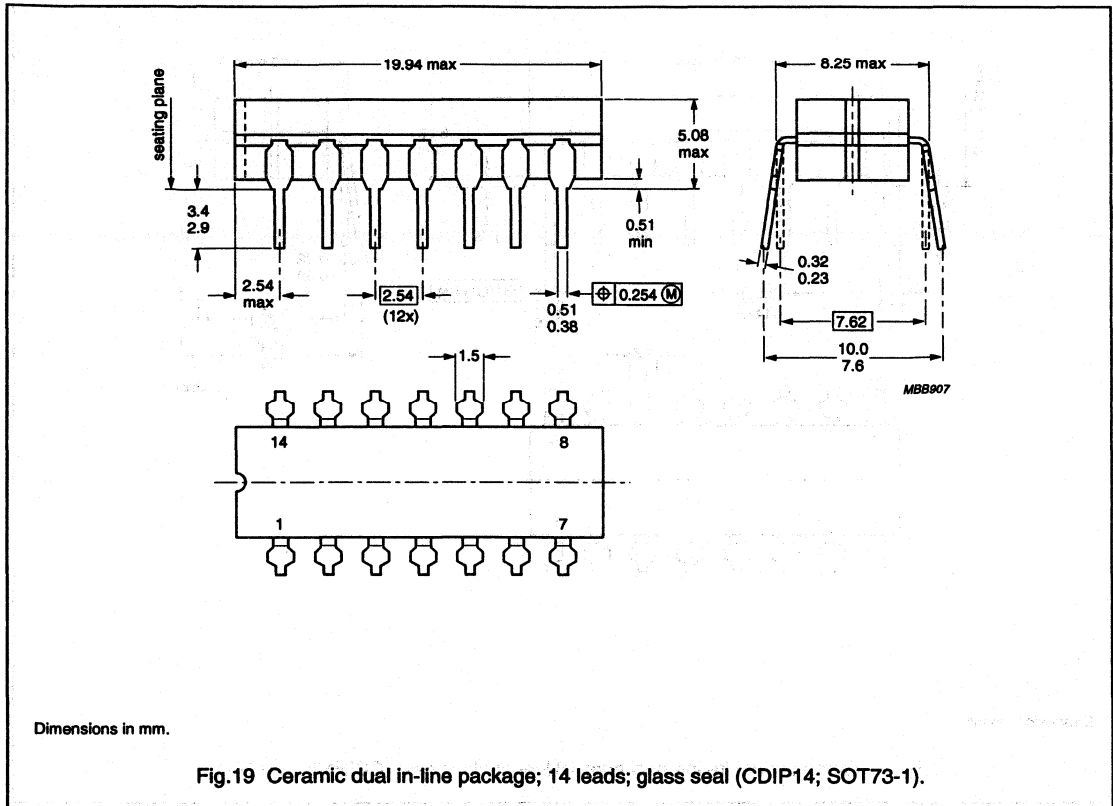 19.94 max
8.25 max
seating plane
5.08
max
3.4
2.9
0.51
min
0.32
0.23
2.54
max
2.54
(12x)
0.51
0.38
⌖ 0.254 Ⓜ
7.62
10.0
7.6
1.5
MBB907
14
8
1
7
Dimensions in mm.
Fig.19 Ceramic dual in-line package; 14 leads; glass seal (CDIP14; SOT73-1).